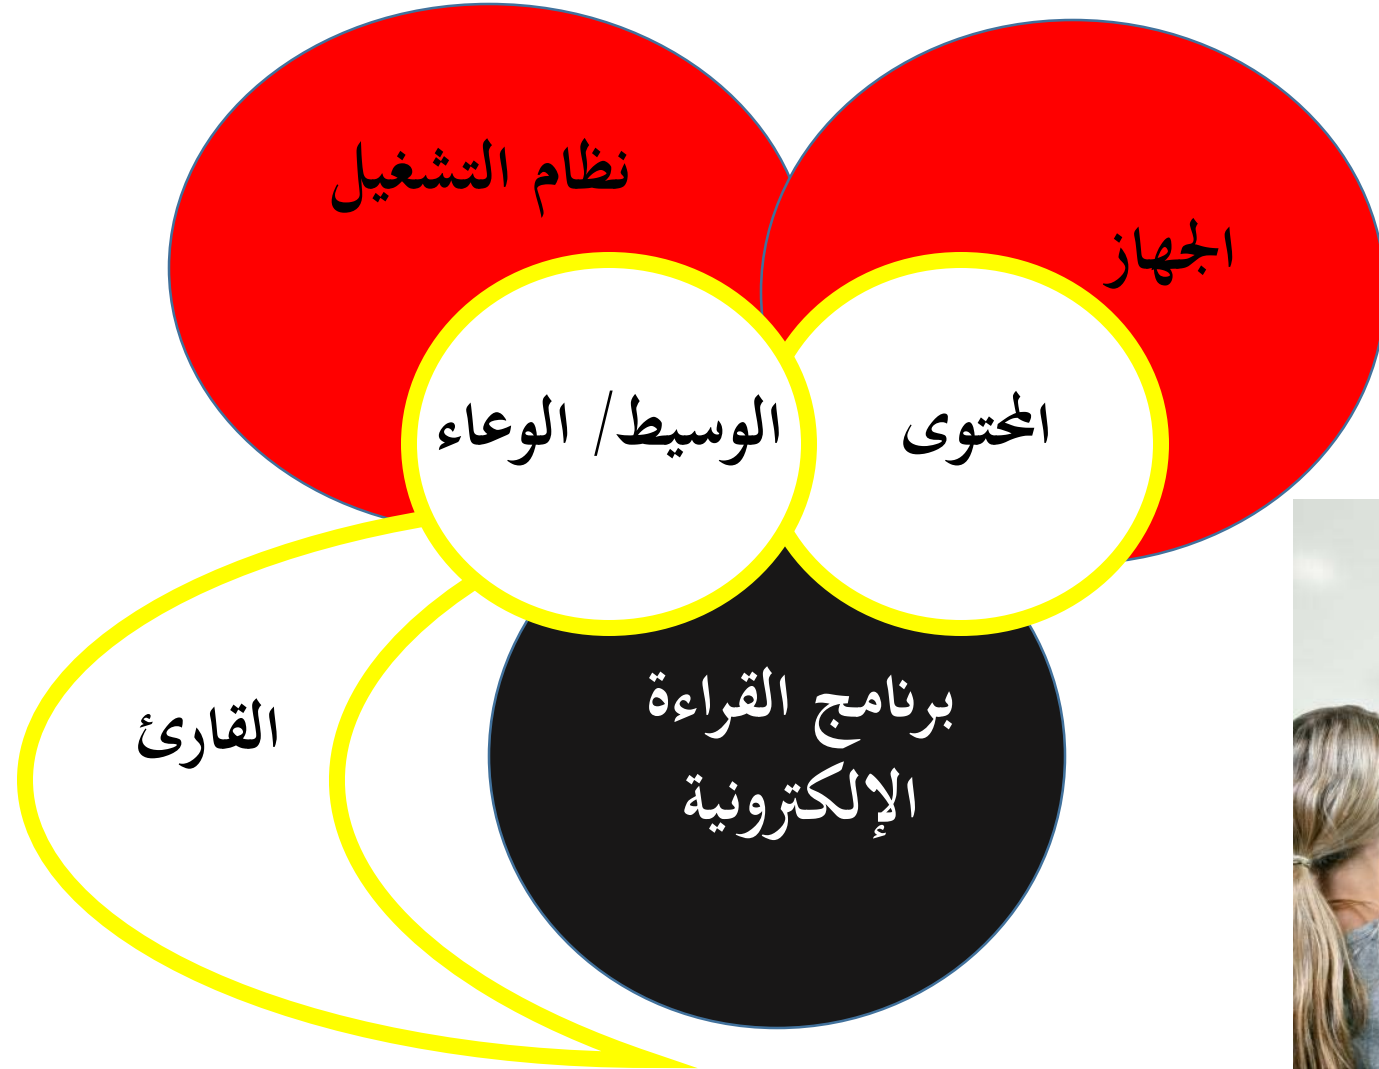 نظام التشغيل
الجهاز
المحتوى
الوسيط/ الوعاء
القارئ
برنامج القراءة
الإلكترونية